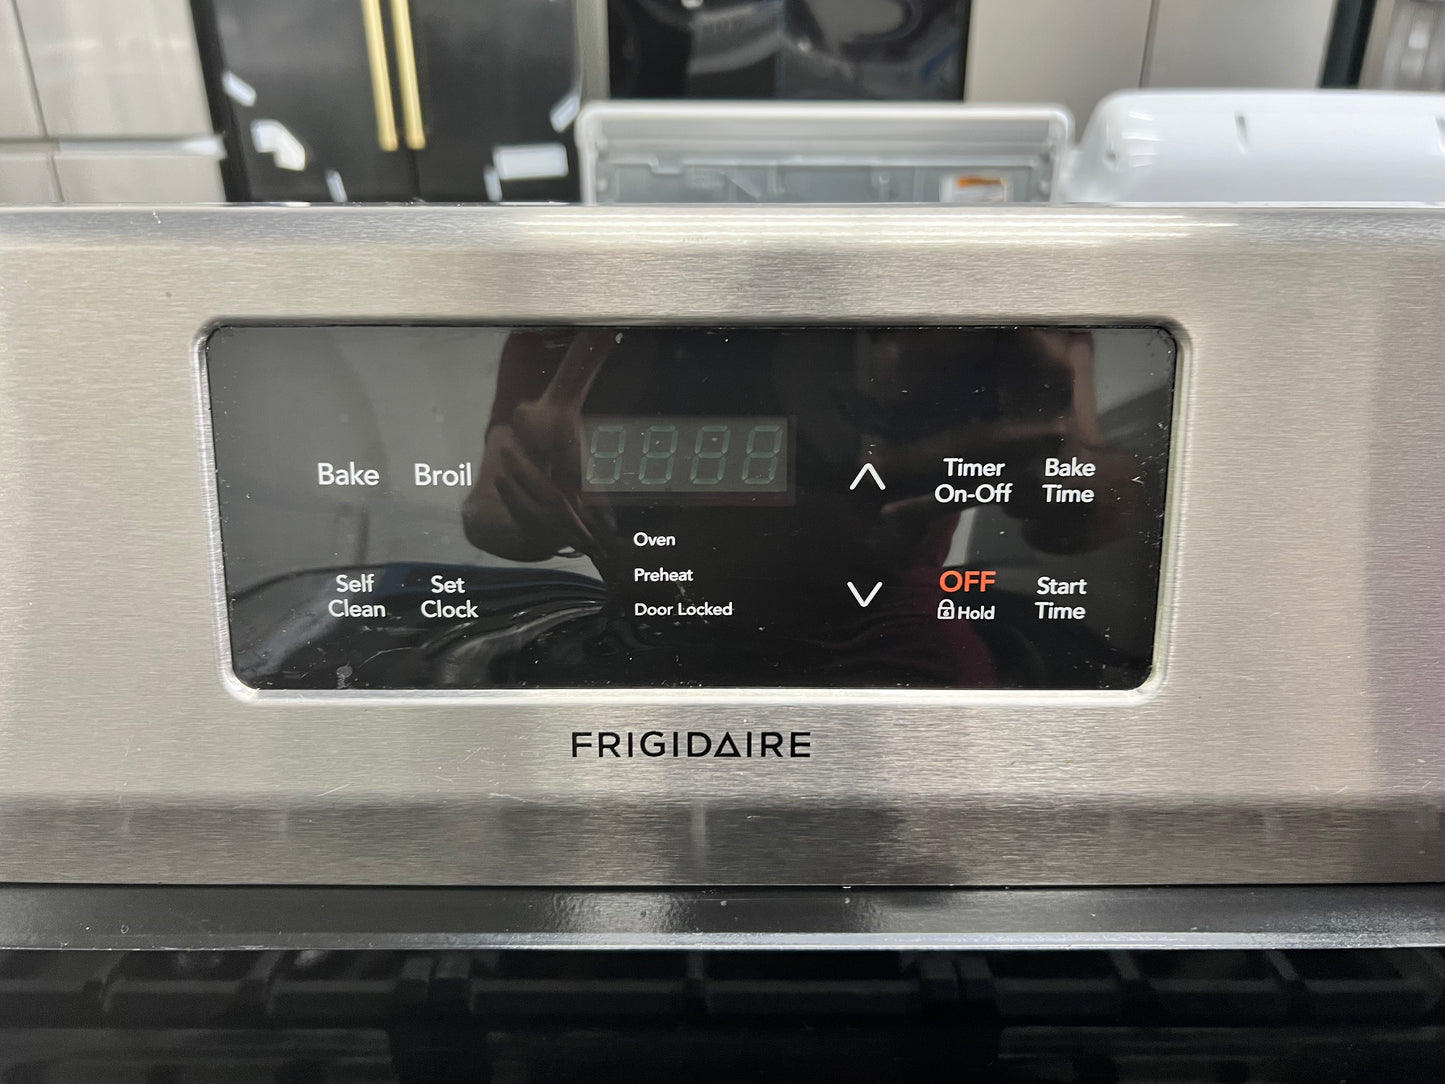 Bake Broil
Self Clean
Set Clock
Oven
Preheat
Door Locked
Timer On-Off
Bake Time
OFF
Hold
Start Time
FRIGIDAIRE